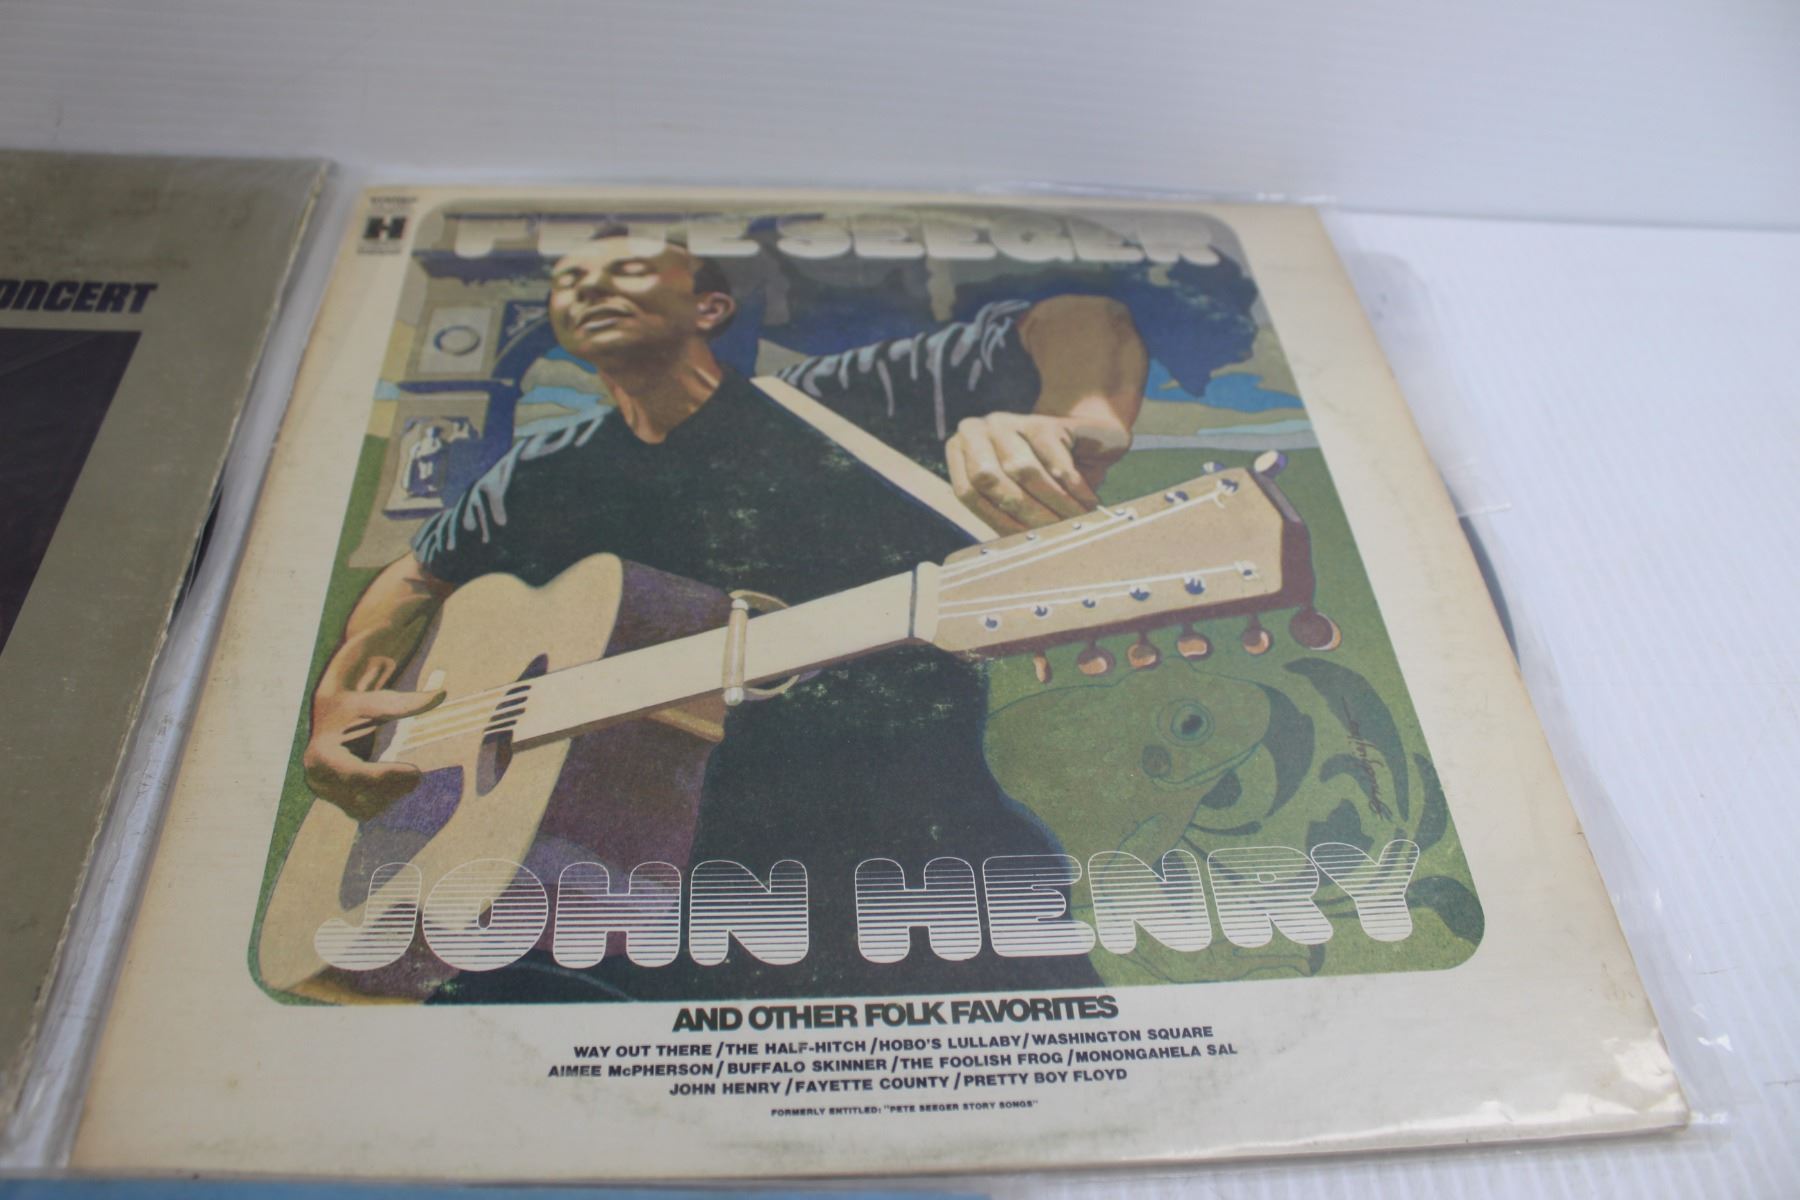 ONCERT
H
PETE SEEGER
JOHN HENRY
AND OTHER FOLK FAVORITES
WAY OUT THERE/THE HALF-HITCH/HOBO'S LULLABY/WASHINGTON SQUARE
AIMEE McPHERSON/BUFFALO SKINNER/THE FOOLISH FROG/MONONGAHELA SAL
JOHN HENRY/FAYETTE COUNTY/PRETTY BOY FLOYD
FORMERLY ENTITLED: "PETE SEEGER STORY SONGS"